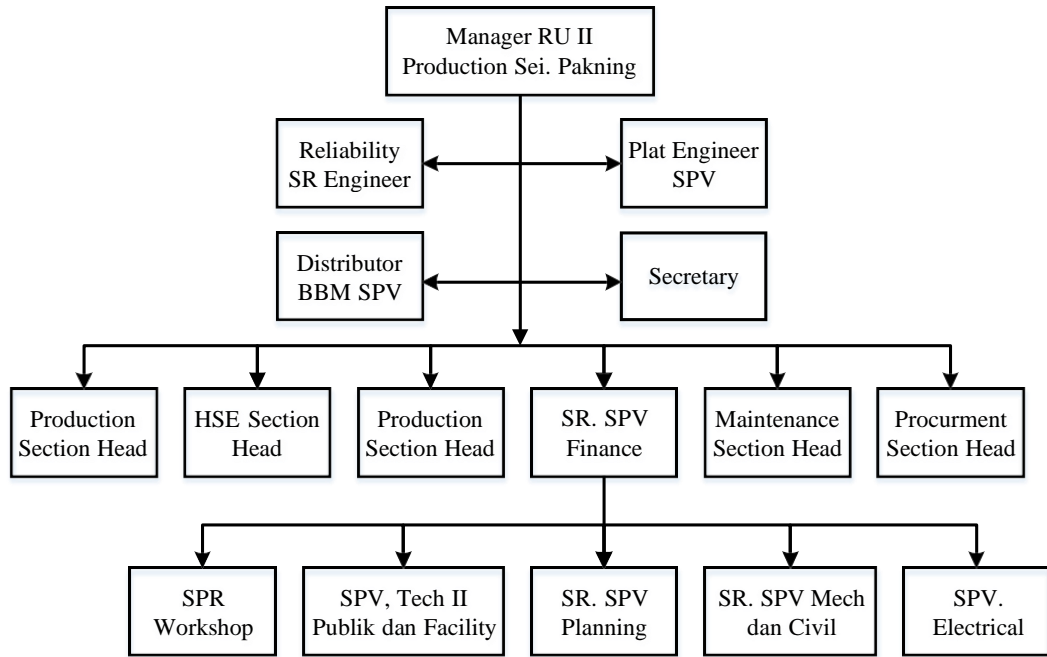 Manager RU II
Production Sei. Pakning
Reliability
SR Engineer
Plat Engineer
SPV
Distributor
BBM SPV
Secretary
Production
Section Head
HSE Section
Head
Production
Section Head
SR. SPV
Finance
Maintenance
Section Head
Procurment
Section Head
SPR
Workshop
SPV, Tech II
Publik dan Facility
SR. SPV
Planning
SR. SPV Mech
dan Civil
SPV.
Electrical